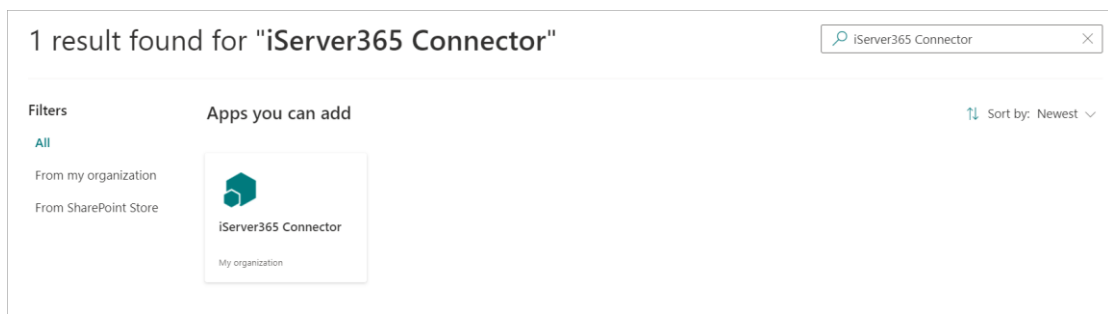 1 result found for "iServer365 Connector"
iServer365 Connector
Filters
All
From my organization
From SharePoint Store
Apps you can add
Sort by: Newest
iServer365 Connector
My organization